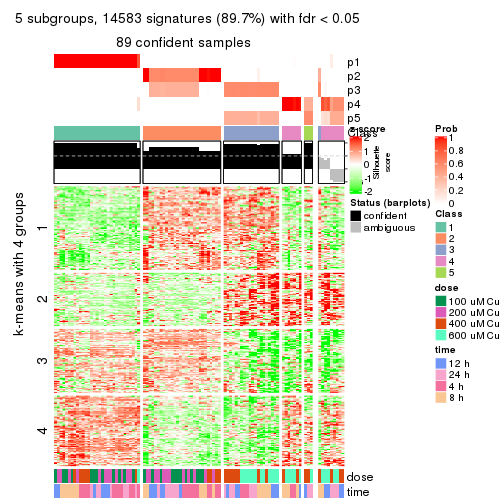 5 subgroups, 14583 signatures (89.7%) with fdr < 0.05
89 confident samples
p1
p2
p3
p4
p5
Class
z-score
2
1
0
-1
-2
Silhouette
score
k-means with 4 groups
1
2
3
4
Status (barplots)
confident
ambiguous
Prob
1
0.8
0.6
0.4
0.2
0
Class
1
2
3
4
5
dose
100 uM Cu
200 uM Cu
400 uM Cu
600 uM Cu
time
12 h
24 h
4 h
8 h
dose
time